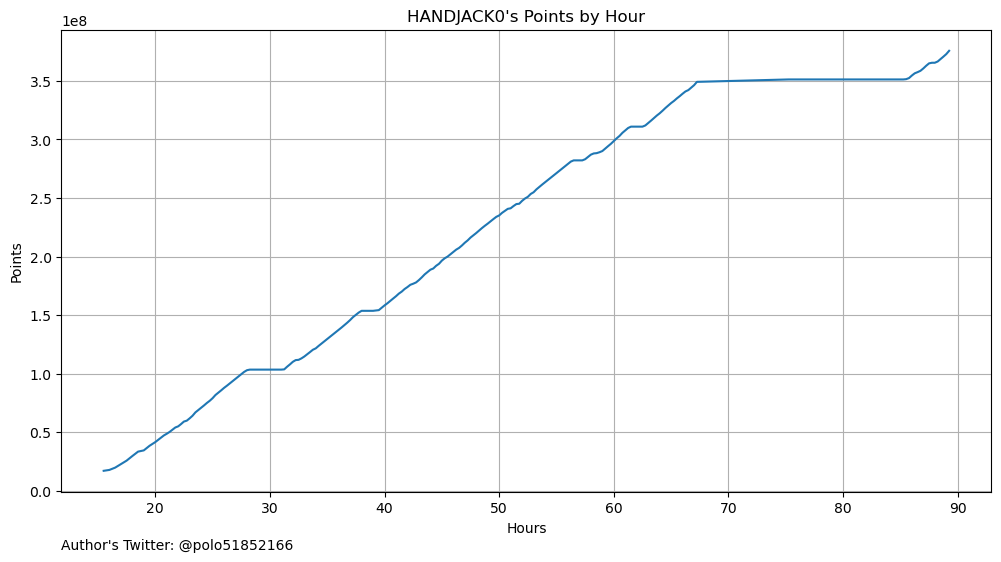 HANDJACK0's Points by Hour
1e8
3.5
3.0
2.5
2.0
1.5
1.0
0.5
0.0
Points
20 30 40 50 60 70 80 90
Hours
Author's Twitter: @polo51852166